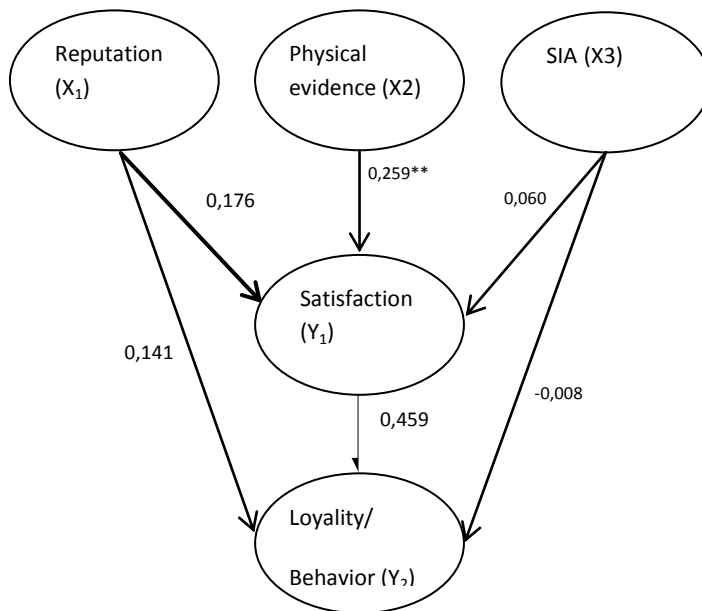 Reputation
(X₁)
Physical
evidence (X2)
SIA (X3)
0,176
0,259**
0,060
Satisfaction
(Y₁)
0,141
-0,008
0,459
Loyality/
Behavior (Y₂)